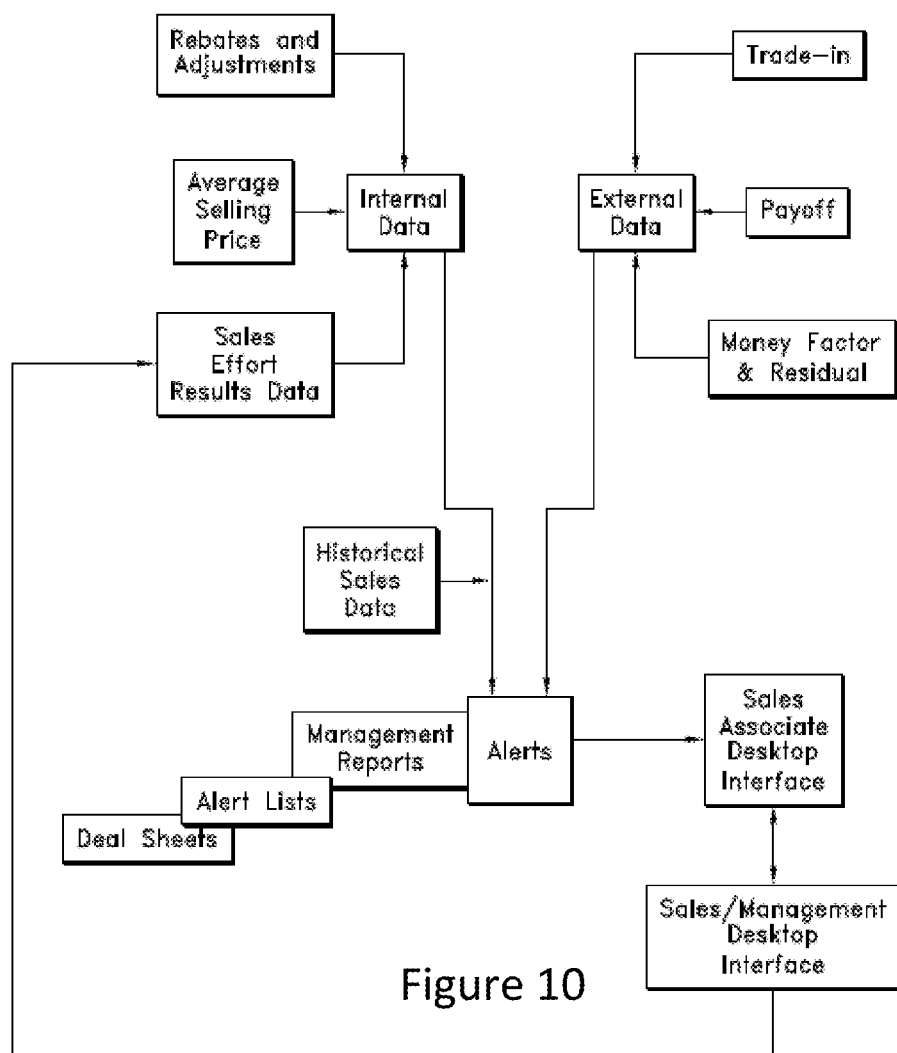 Rebates and
Adjustments
Trade-in
Average
Selling
Price
Internal
Data
External
Data
Payoff
Sales
Effort
Results Data
Money Factor
& Residual
Historical
Sales
Data
Management
Reports
Alerts
Sales
Associate
Desktop
Interface
Alert Lists
Deal Sheets
Sales/Management
Desktop
Interface
Figure 10